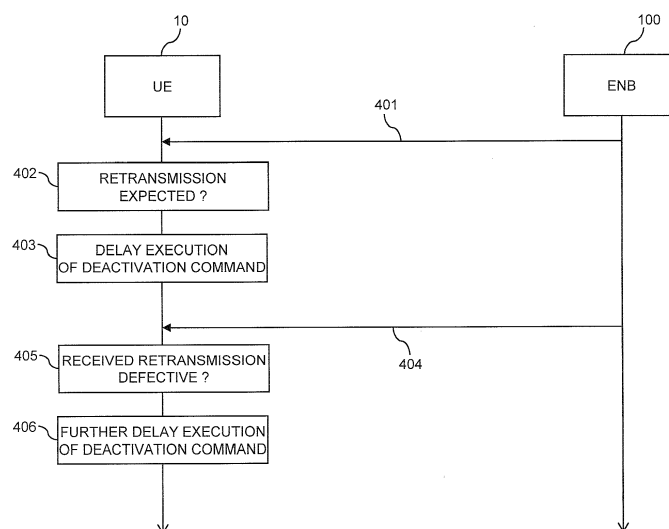 10
100
UE
ENB
401
402
RETRANSMISSION
EXPECTED ?
403
DELAY EXECUTION
OF DEACTIVATION COMMAND
404
405
RECEIVED RETRANSMISSION
DEFECTIVE ?
406
FURTHER DELAY EXECUTION
OF DEACTIVATION COMMAND